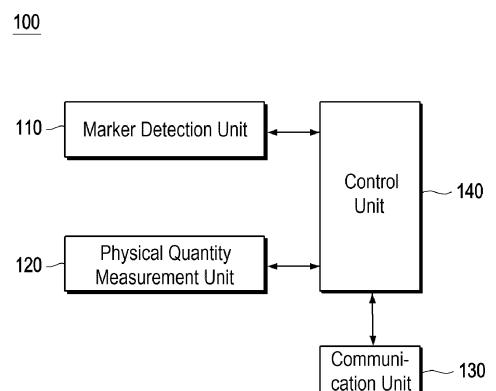 100
110
Marker Detection Unit
Control
Unit
140
120
Physical Quantity
Measurement Unit
Communi-
cation Unit
130